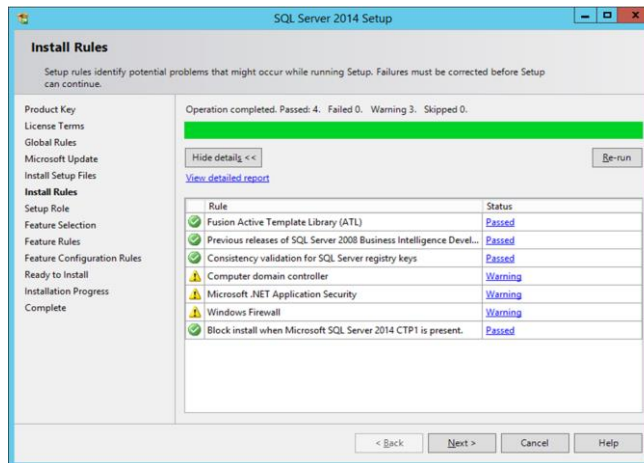 SQL Server 2014 Setup
Install Rules
Setup rules identify potential problems that might occur while running Setup. Failures must be corrected before Setup
can continue.
Product Key
License Terms
Global Rules
Microsoft Update
Install Setup Files
Install Rules
Setup Role
Feature Selection
Feature Rules
Feature Configuration Rules
Ready to Install
Installation Progress
Complete
Operation completed. Passed: 4. Failed 0. Warning 3. Skipped 0.
Hide details <<
Re-run
View detailed report
Rule Status
Fusion Active Template Library (ATL) Passed
Previous releases of SQL Server 2008 Business Intelligence Devel... Passed
Consistency validation for SQL Server registry keys Passed
Computer domain controller Warning
Microsoft .NET Application Security Warning
Windows Firewall Warning
Block install when Microsoft SQL Server 2014 CTP1 is present. Passed
< Back Next > Cancel Help